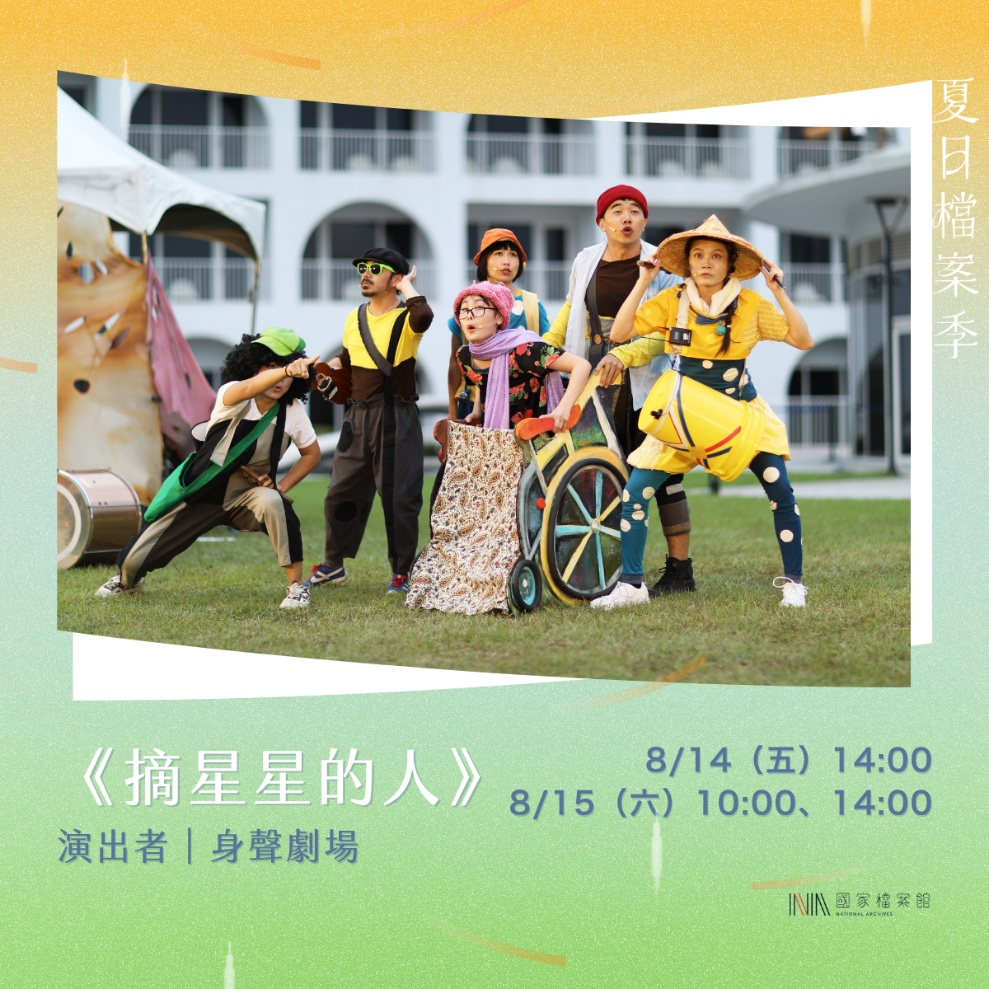 夏日檔案季
《摘星星的人》
演出者｜身聲劇場
8/14（五）14:00
8/15（六）10:00、14:00
國家檔案館
NATIONAL ARCHIVES